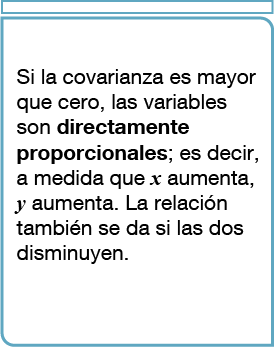 Si la covarianza es mayor
que cero, las variables
son directamente
proporcionales; es decir,
a medida que x aumenta,
y aumenta. La relación
también se da si las dos
disminuyen.